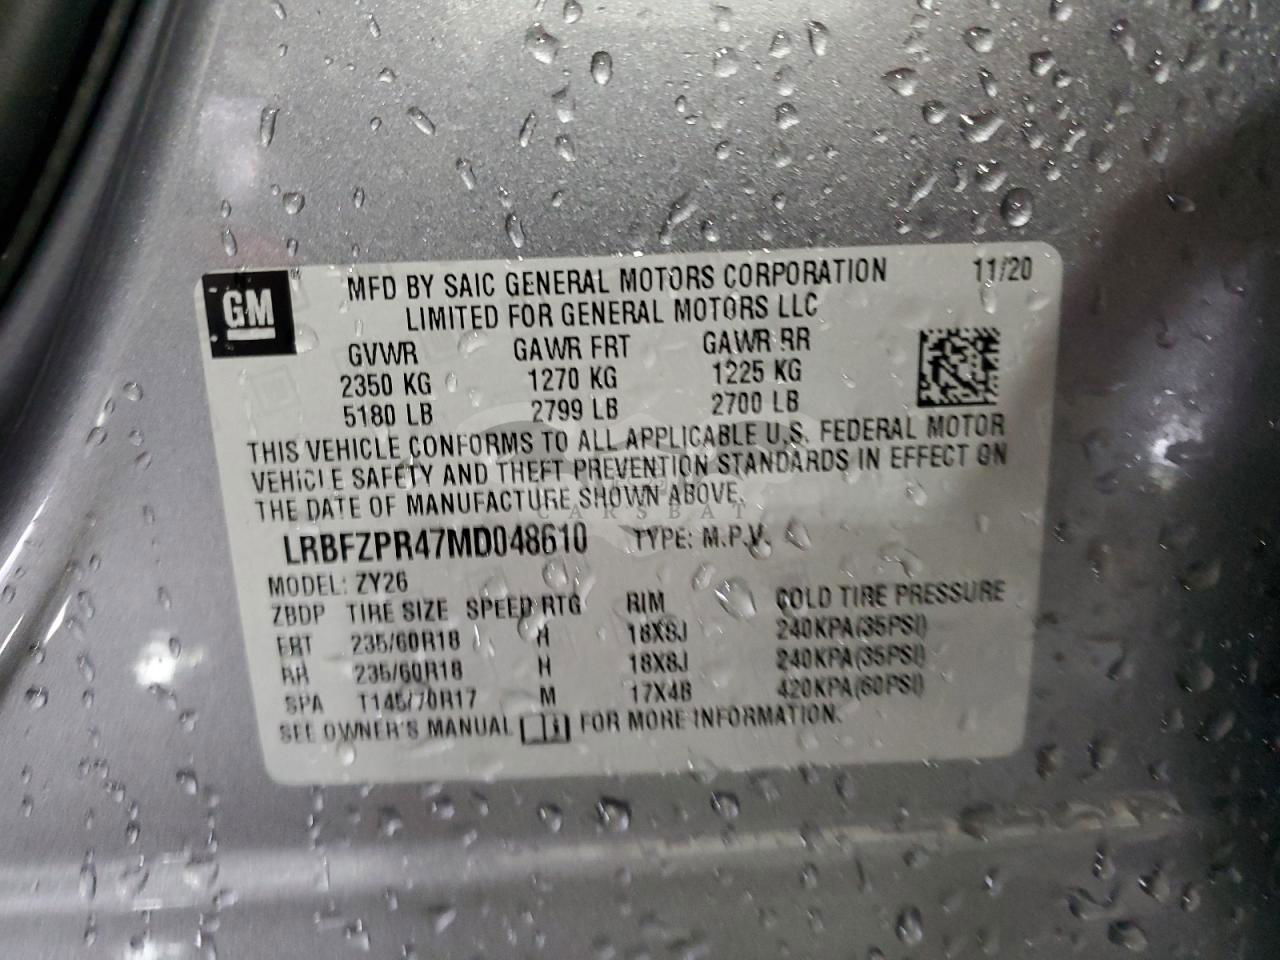 GM
MFD BY SAIC GENERAL MOTORS CORPORATION 11/20
LIMITED FOR GENERAL MOTORS LLC
GVWR GAWR FRT GAWR RR
2350 KG 1270 KG 1225 KG
5180 LB 2799 LB 2700 LB
THIS VEHICLE CONFORMS TO ALL APPLICABLE U.S. FEDERAL MOTOR
VEHICLE SAFETY AND THEFT PREVENTION STANDARDS IN EFFECT ON
THE DATE OF MANUFACTURE SHOWN ABOVE.
CARSBAT
LRBFZPR47MD048610 TYPE: M.P.V.
MODEL: ZY26
ZBDP TIRE SIZE SPEED RTG RIM COLD TIRE PRESSURE
FRT 235/60R18 H 18X8J 240KPA(35PSI)
RR 235/60R18 H 18X8J 240KPA(35PSI)
SPA T145/70R17 M 17X4B 420KPA(60PSI)
SEE OWNER'S MANUAL FOR MORE INFORMATION.